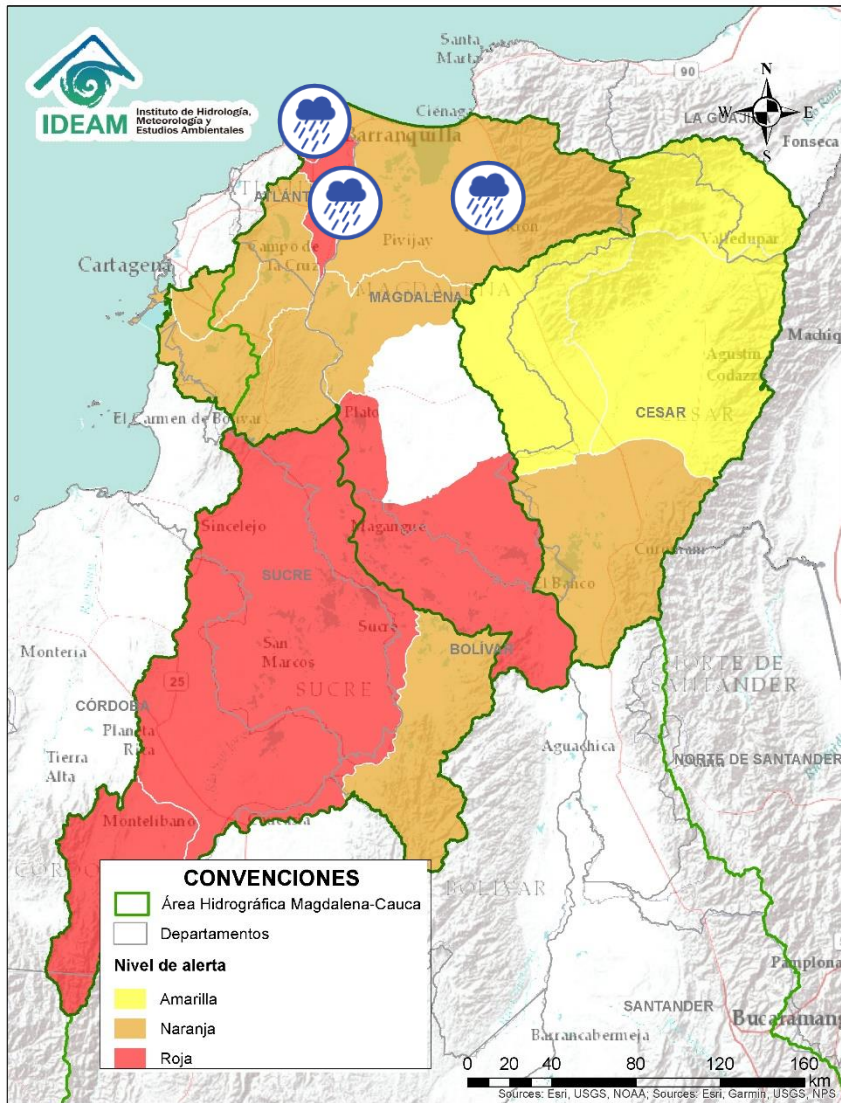 IDEAM
Instituto de Hidrología,
Meteorología y
Estudios Ambientales
Santa
Marta
90
N
W
E
S
LA GUAJIRA
Fonseca
Ciénaga
Barranquilla
Pivijay
Campo de
la Cruz
Cartagena
Valledupar
MAGDALENA
Machiq
Agustín
Codazzi
CESAR
El Carmen de Bolívar
Plato
Sincelejo
Magangué
SUCRE
El Banco
Sucre
San
Marcos
BOLÍVAR
Montería
25
SUCRE
NORTE DE
SANTANDER
CÓRDOBA
Planeta
Rica
Tierra
Alta
Aguachica
NORTE DE SANTANDER
Montelíbano
BOLÍVAR
CONVENCIONES
Área Hidrográfica Magdalena-Cauca
Departamentos
Nivel de alerta
Amarilla
Naranja
Roja
Pamplona
SANTANDER
Bucaramang
Barrancabermeja
0 20 40 80 120 160
km
Sources: Esri, USGS, NOAA; Sources: Esri, Garmin, USGS, NPS